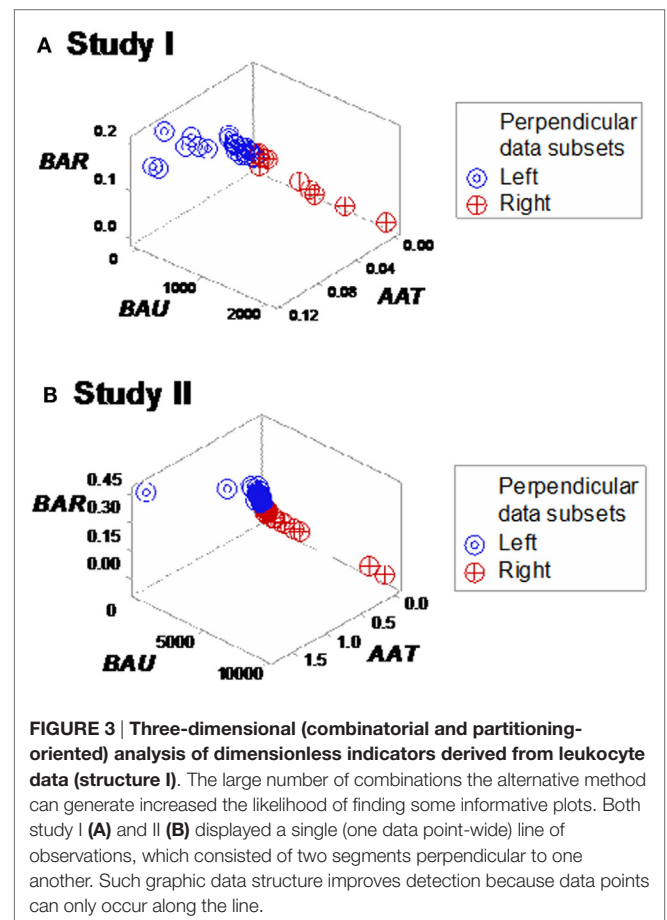 A Study I
0.2
BAR
0.1
0.0
0
1000
BAU
2000
0.12
0.08
AAT
0.04
0.00
Perpendicular
data subsets
Left
Right
B Study II
0.45
BAR 0.30
0.15
0.00
0
5000
BAU
10000
1.5
1.0
AAT
0.5
0.0
Perpendicular
data subsets
Left
Right
FIGURE 3 | Three-dimensional (combinatorial and partitioning-
oriented) analysis of dimensionless indicators derived from leukocyte
data (structure I). The large number of combinations the alternative method
can generate increased the likelihood of finding some informative plots. Both
study I (A) and II (B) displayed a single (one data point-wide) line of
observations, which consisted of two segments perpendicular to one
another. Such graphic data structure improves detection because data points
can only occur along the line.